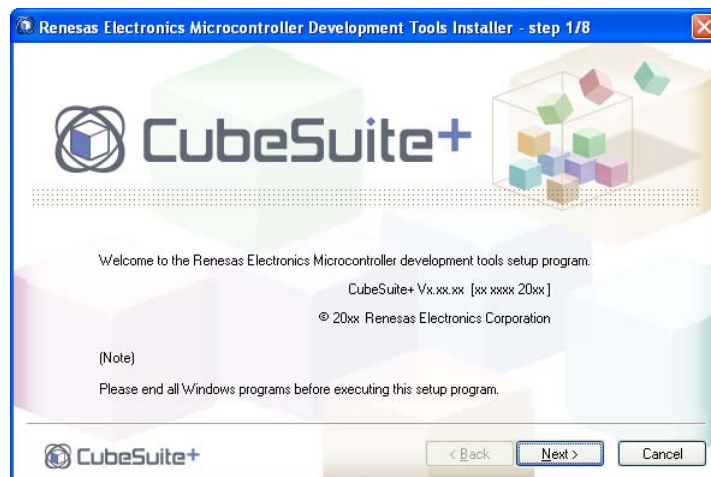 Renesas Electronics Microcontroller Development Tools Installer - step 1/8
CubeSuite+
Welcome to the Renesas Electronics Microcontroller development tools setup program.
CubeSuite+ Vx.xx.xx [xx xxxx 20xx]
© 20xx Renesas Electronics Corporation
(Note)
Please end all Windows programs before executing this setup program.
CubeSuite+
< Back Next > Cancel